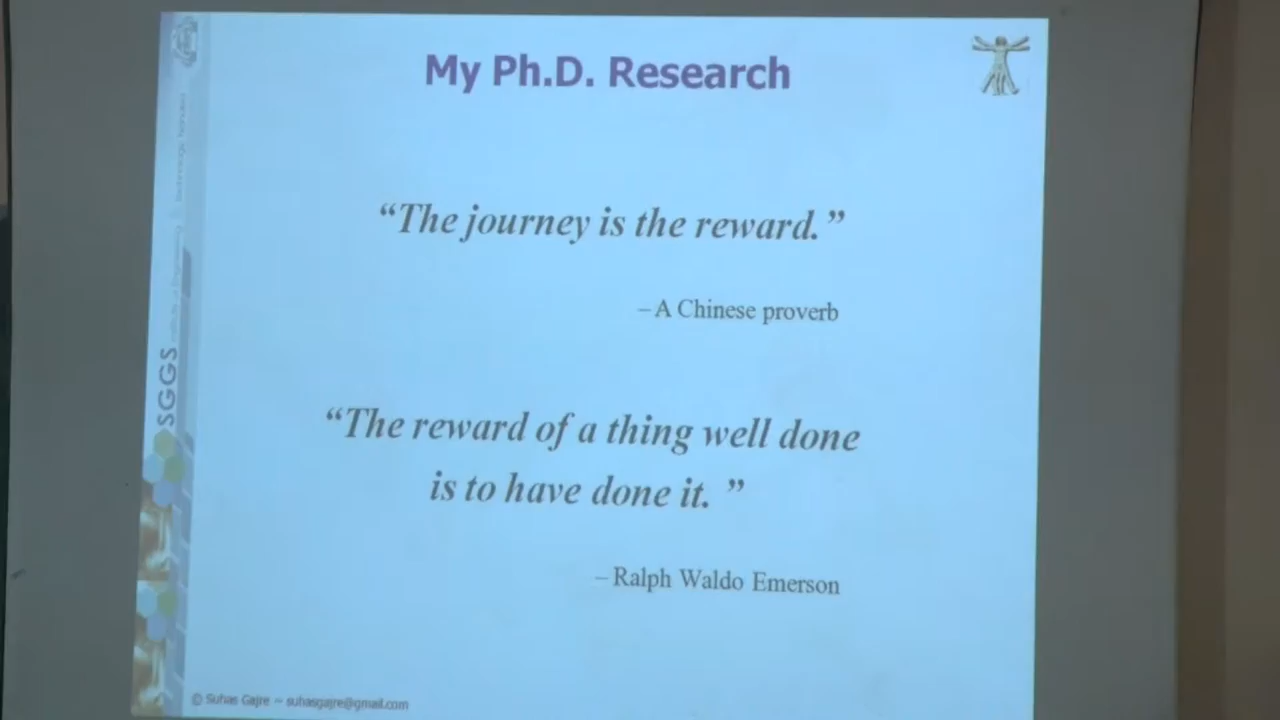 My Ph.D. Research
“The journey is the reward.”
– A Chinese proverb
“The reward of a thing well done
is to have done it. ”
– Ralph Waldo Emerson
SGGS
© Suhas Gajre ~ suhasgajre@gmail.com